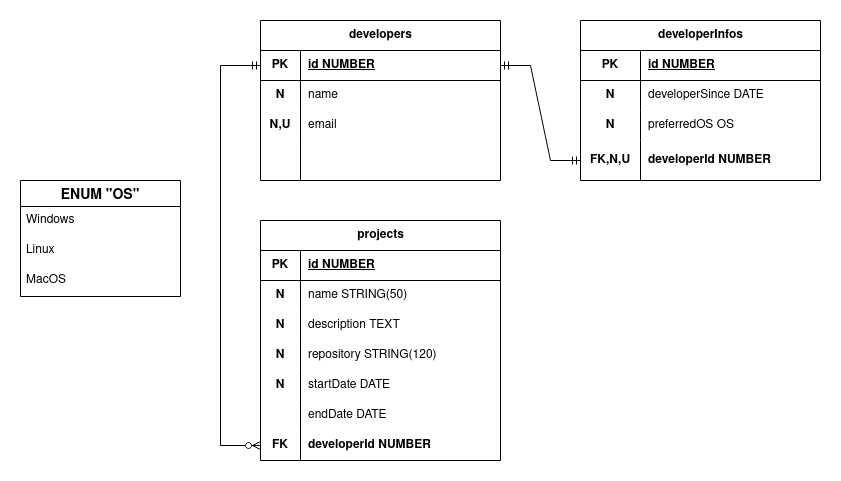 developers
PK id NUMBER
N name
N,U email
developerInfos
PK id NUMBER
N developerSince DATE
N preferredOS OS
FK,N,U developerId NUMBER
ENUM "OS"
Windows
Linux
MacOS
projects
PK id NUMBER
N name STRING(50)
N description TEXT
N repository STRING(120)
N startDate DATE
endDate DATE
FK developerId NUMBER